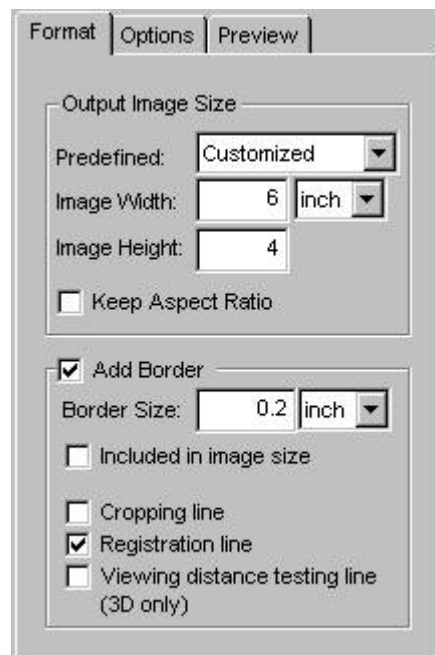 Format Options Preview
Output Image Size
Predefined: Customized
Image Width: 6 inch
Image Height: 4
Keep Aspect Ratio
Add Border
Border Size: 0.2 inch
Included in image size
Cropping line
Registration line
Viewing distance testing line
(3D only)